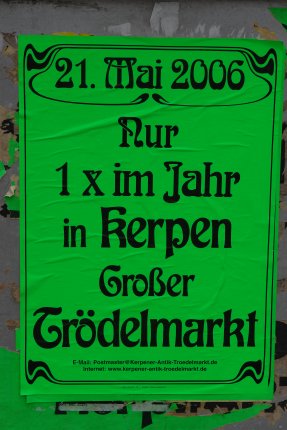 21. Mai 2006
Nur
1 x im Jahr
in Kerpen
Großer
Trödelmarkt
E-Mail: Postmaster@Kerpener-Antik-Troedelmarkt.de
Internet: www.kerpener-antik-troedelmarkt.de